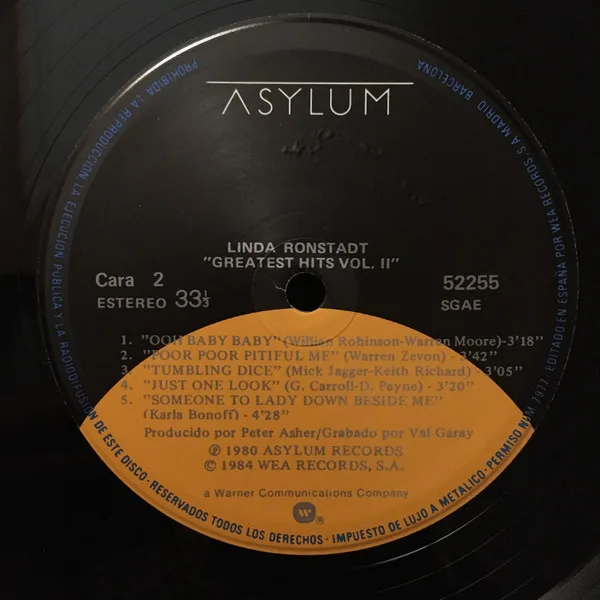 ASYLUM
LINDA RONSTADT
"GREATEST HITS VOL. II"
Cara 2
ESTEREO 33⅓
52255
SGAE
1. "OOH BABY BABY" (Willian Robinson-Warren Moore)-3'18"
2. "POOR POOR PITIFUL ME" (Warren Zevon) - 3'42"
3. "TUMBLING DICE" (Mick Jagger-Keith Richard) - 3'05"
4. "JUST ONE LOOK" (G. Carroll-D. Payne) - 3'20"
5. "SOMEONE TO LADY DOWN BESIDE ME"
(Karla Bonoff) - 4'28"
Producido por Peter Asher/Grabado por Val Garay
Ⓟ 1980 ASYLUM RECORDS
© 1984 WEA RECORDS, S.A.
a Warner Communications Company
W®
PROHIBIDA LA REPRODUCCION, LA EJECUCION PUBLICA Y LA RADIODIFUSION DE ESTE DISCO - RESERVADOS TODOS LOS DERECHOS - IMPUESTO DE LUJO A METALICO - PERMISO NUM 7917 - EDITADO EN ESPAÑA POR WEA RECORDS, S.A. MADRID BARCELONA